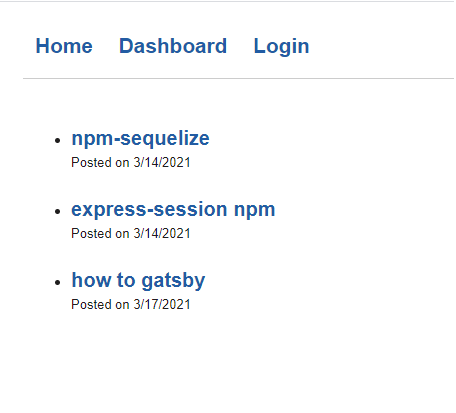 Home Dashboard Login
npm-sequelize
Posted on 3/14/2021
express-session npm
Posted on 3/14/2021
how to gatsby
Posted on 3/17/2021